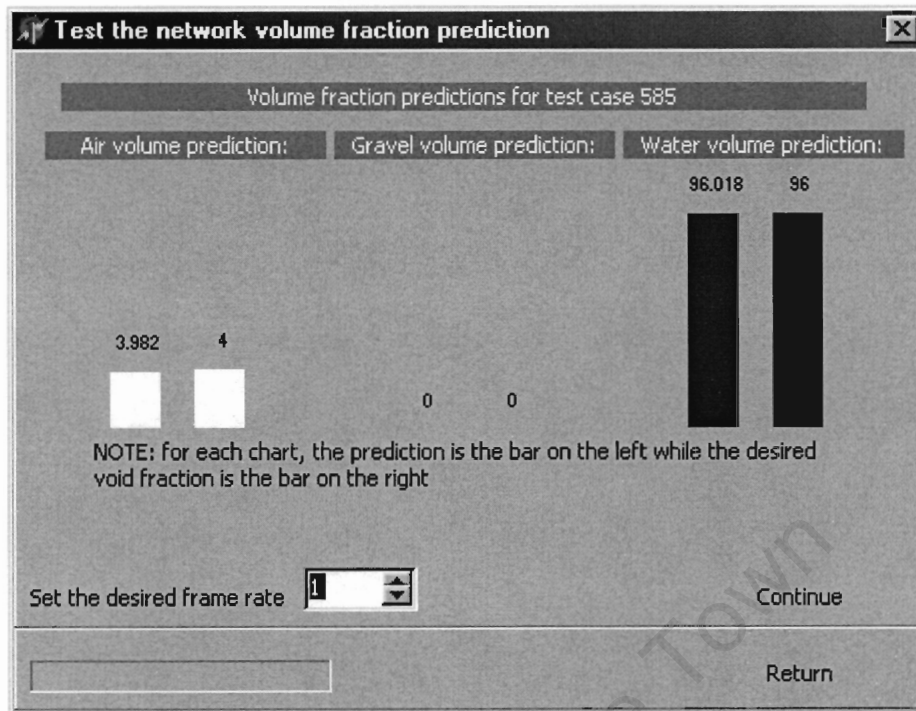 Test the network volume fraction prediction
Volume fraction predictions for test case 585
Air volume prediction: Gravel volume prediction: Water volume prediction:
96.018 96
3.982 4
0 0
NOTE: for each chart, the prediction is the bar on the left while the desired
void fraction is the bar on the right
Set the desired frame rate 1
Continue
Return
Town